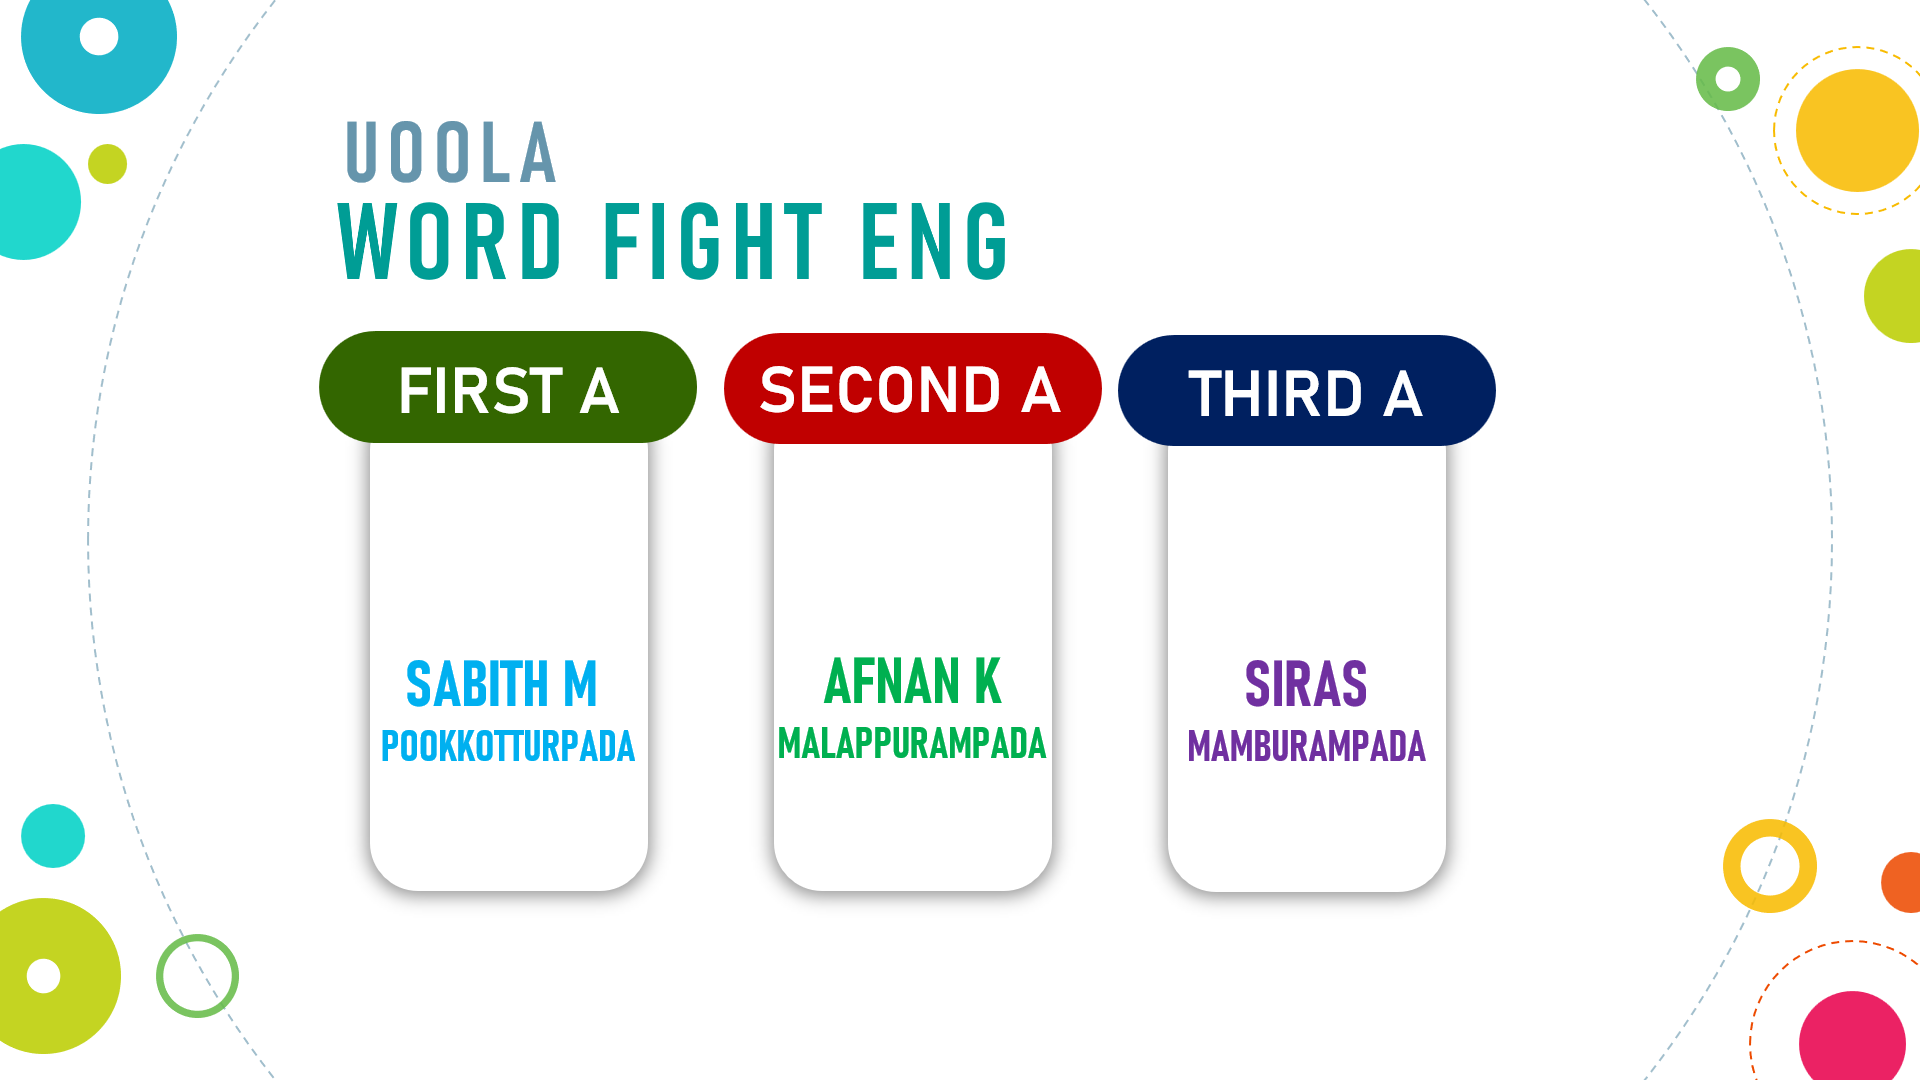 UOOLA
WORD FIGHT ENG
FIRST A
SECOND A
THIRD A
SABITH M
POOKKOTTURPADA
AFNAN K
MALAPPURAMPADA
SIRAS
MAMBURAMPADA